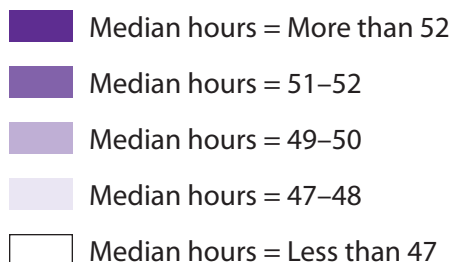 Median hours = More than 52
Median hours = 51–52
Median hours = 49–50
Median hours = 47–48
Median hours = Less than 47